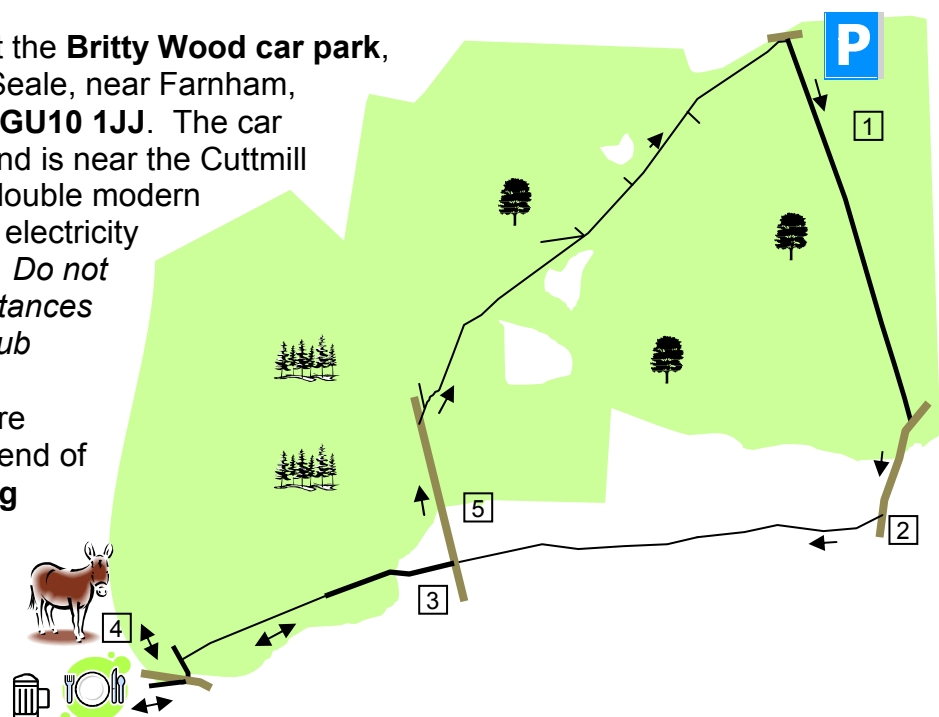 t the Britty Wood car park,
Seale, near Farnham,
GU10 1JJ. The car
nd is near the Cuttmill
double modern
electricity
Do not
tances
ub
re
end of
g
P
1
2
3
4
5